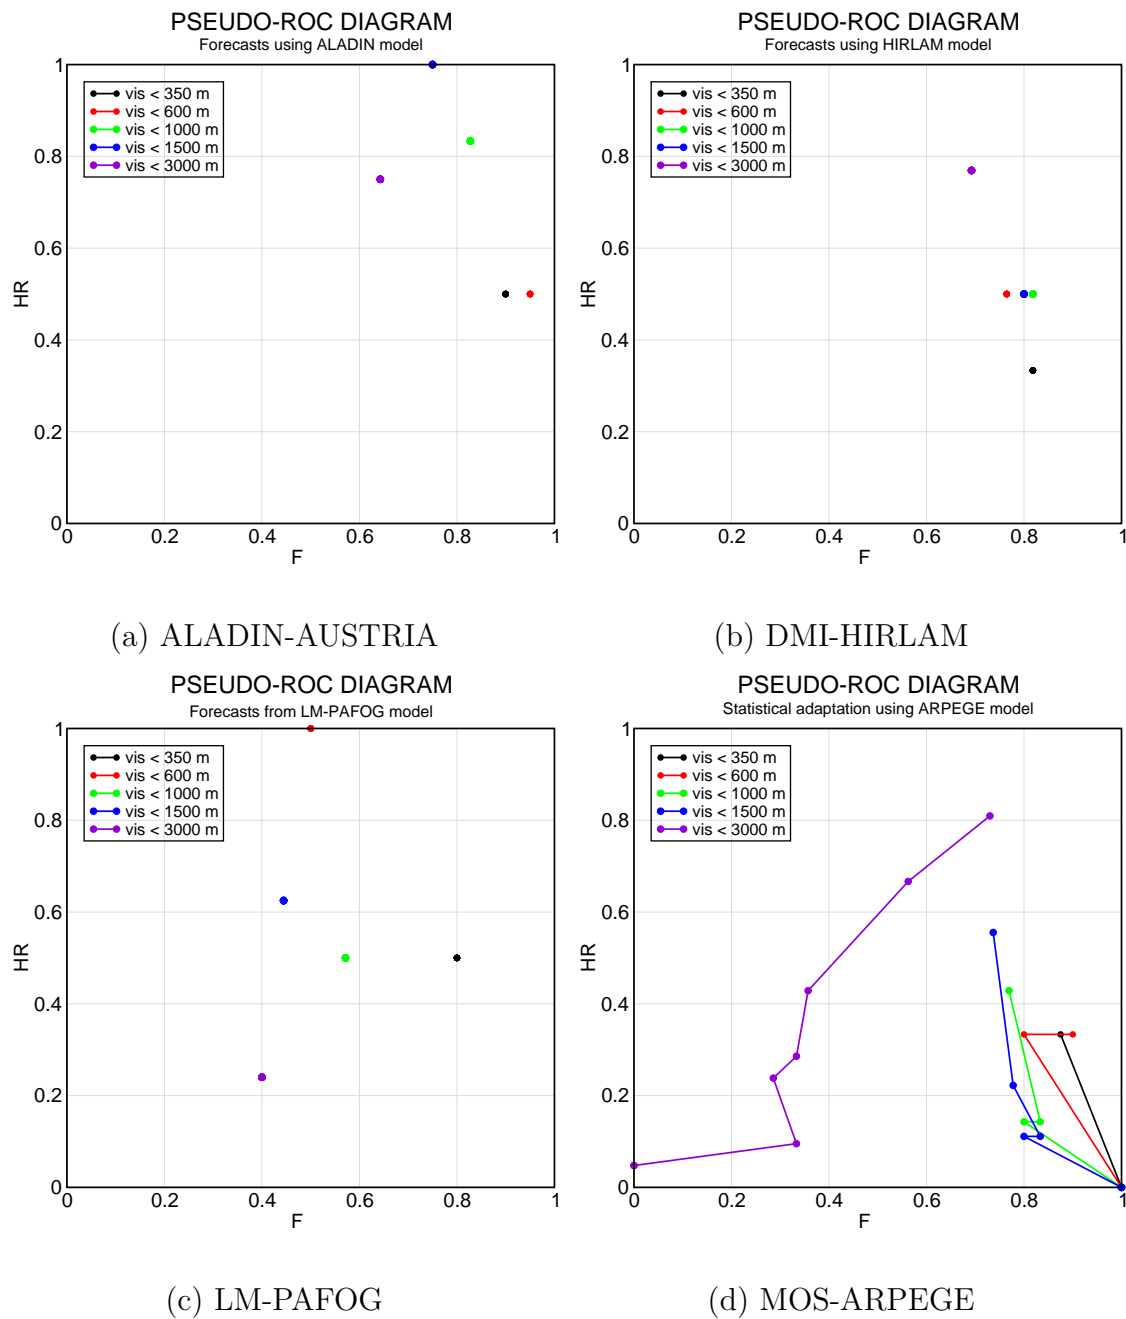 PSEUDO-ROC DIAGRAM
Forecasts using ALADIN model
1
0.8
0.6
0.4
0.2
0
HR
vis < 350 m
vis < 600 m
vis < 1000 m
vis < 1500 m
vis < 3000 m
0 0.2 0.4 0.6 0.8 1
F
(a) ALADIN-AUSTRIA
PSEUDO-ROC DIAGRAM
Forecasts using HIRLAM model
1
0.8
0.6
0.4
0.2
0
HR
vis < 350 m
vis < 600 m
vis < 1000 m
vis < 1500 m
vis < 3000 m
0 0.2 0.4 0.6 0.8 1
F
(b) DMI-HIRLAM
PSEUDO-ROC DIAGRAM
Forecasts from LM-PAFOG model
1
0.8
0.6
0.4
0.2
0
HR
vis < 350 m
vis < 600 m
vis < 1000 m
vis < 1500 m
vis < 3000 m
0 0.2 0.4 0.6 0.8 1
F
(c) LM-PAFOG
PSEUDO-ROC DIAGRAM
Statistical adaptation using ARPEGE model
1
0.8
0.6
0.4
0.2
0
HR
vis < 350 m
vis < 600 m
vis < 1000 m
vis < 1500 m
vis < 3000 m
0 0.2 0.4 0.6 0.8 1
F
(d) MOS-ARPEGE